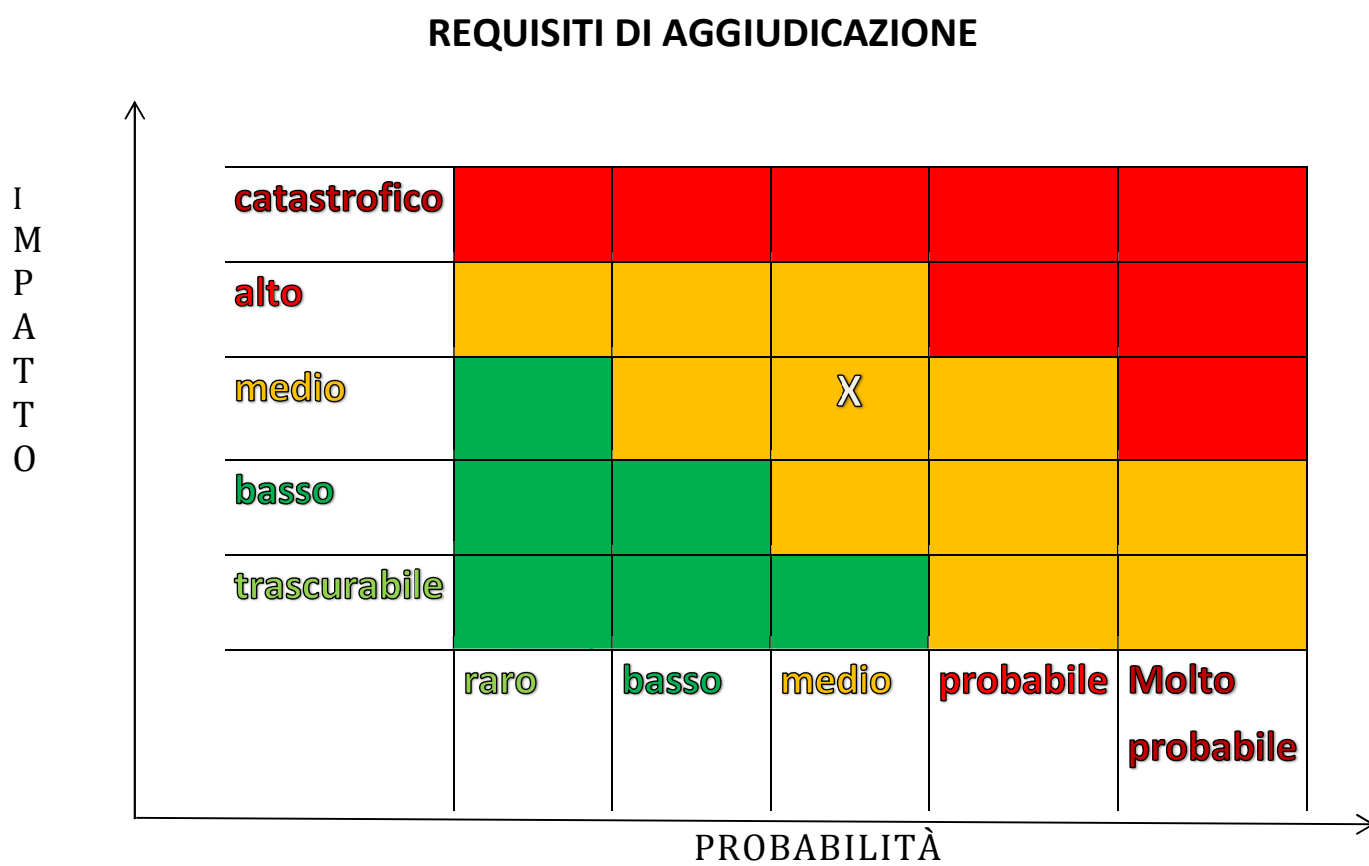 REQUISITI DI AGGIUDICAZIONE
I
M
P
A
T
T
O
catastrofico
alto
medio
X
basso
trascurabile
raro basso medio probabile Molto
probabile
PROBABILITÀ